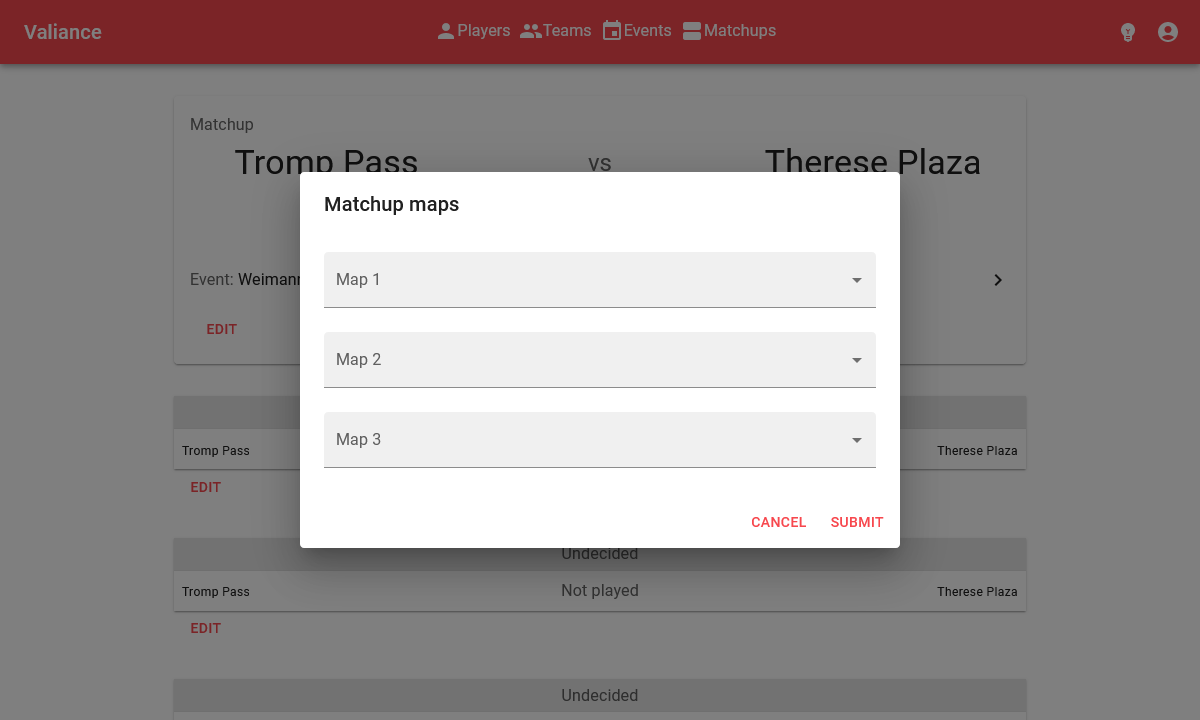 Valiance
Players Teams Events Matchups
Matchup
Tromp Pass vs Therese Plaza
Matchup maps
Map 1
Event:
Map 2
EDIT
Map 3
Tromp Pass Therese Plaza
EDIT
CANCEL SUBMIT
Undecided
Tromp Pass Not played Therese Plaza
EDIT
Undecided